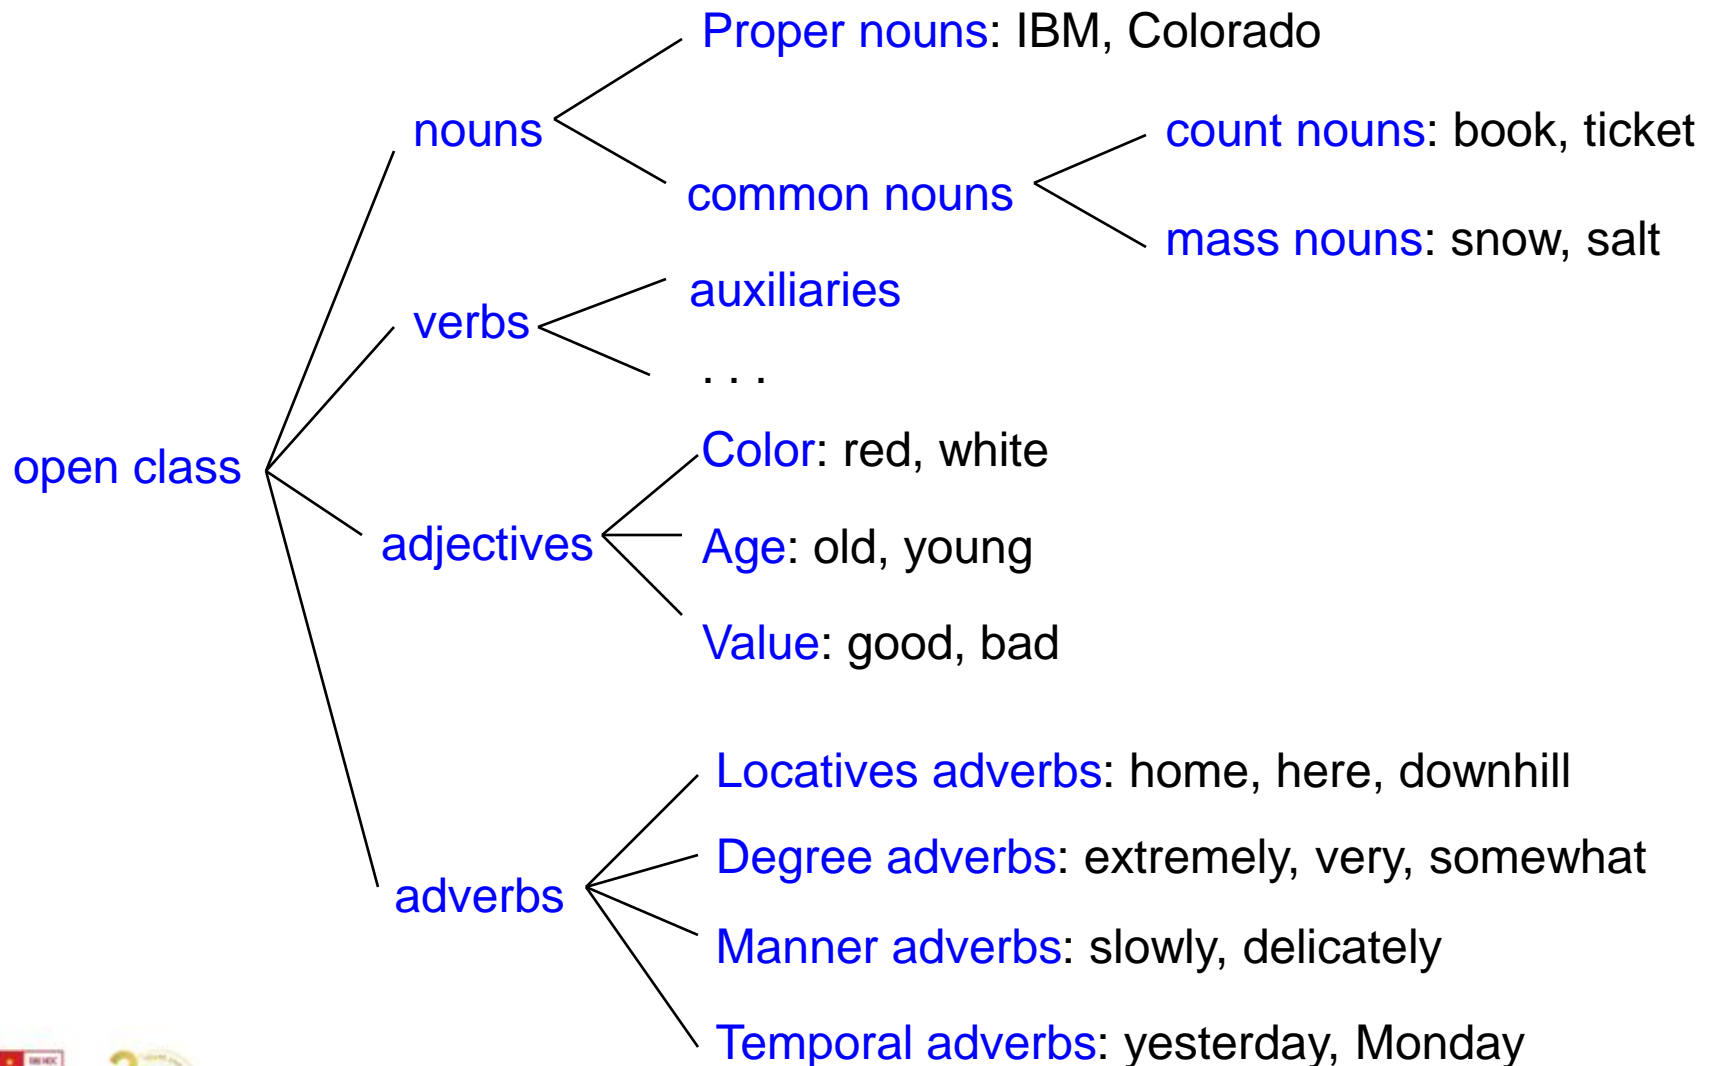 Proper nouns: IBM, Colorado
nouns
count nouns: book, ticket
common nouns
mass nouns: snow, salt
auxiliaries
verbs
. . .
Color: red, white
open class
adjectives
Age: old, young
Value: good, bad
Locatives adverbs: home, here, downhill
Degree adverbs: extremely, very, somewhat
adverbs
Manner adverbs: slowly, delicately
Temporal adverbs: yesterday, Monday